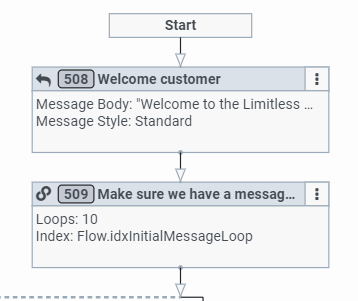 Start
508 Welcome customer
Message Body: "Welcome to the Limitless ...
Message Style: Standard
509 Make sure we have a messag...
Loops: 10
Index: Flow.idxInitialMessageLoop